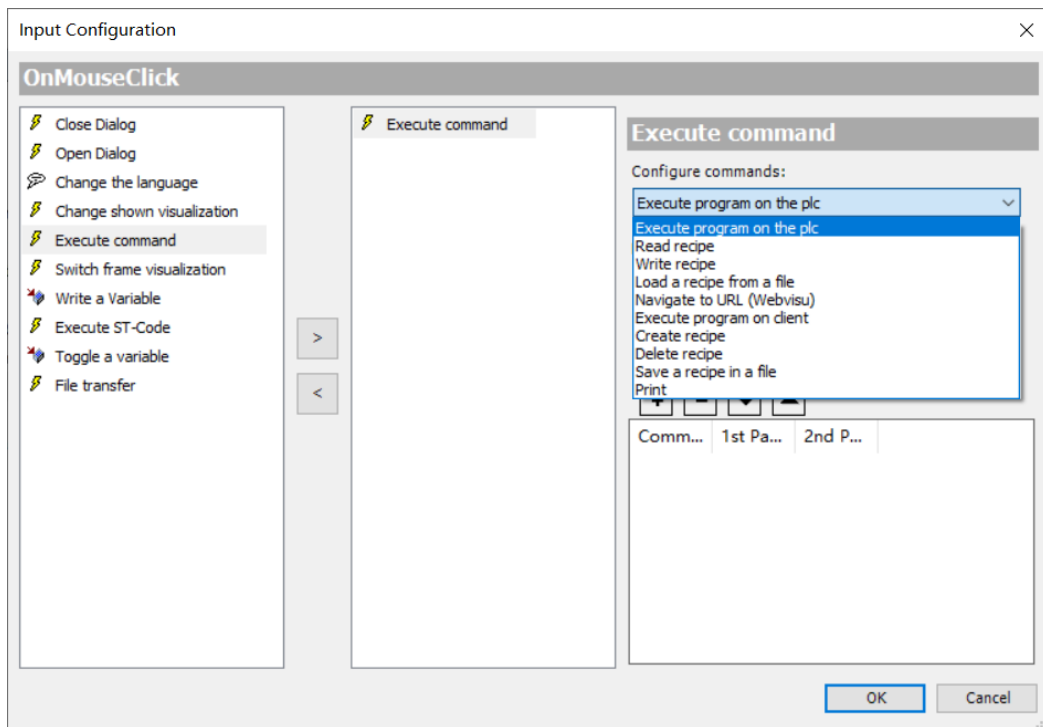 Input Configuration
OnMouseClick
Close Dialog
Open Dialog
Change the language
Change shown visualization
Execute command
Switch frame visualization
Write a Variable
Execute ST-Code
Toggle a variable
File transfer
>
<
Execute command
Execute command
Configure commands:
Execute program on the plc
Execute program on the plc
Read recipe
Write recipe
Load a recipe from a file
Navigate to URL (Webvisu)
Execute program on client
Create recipe
Delete recipe
Save a recipe in a file
Print
Comm... 1st Pa... 2nd P...
OK Cancel